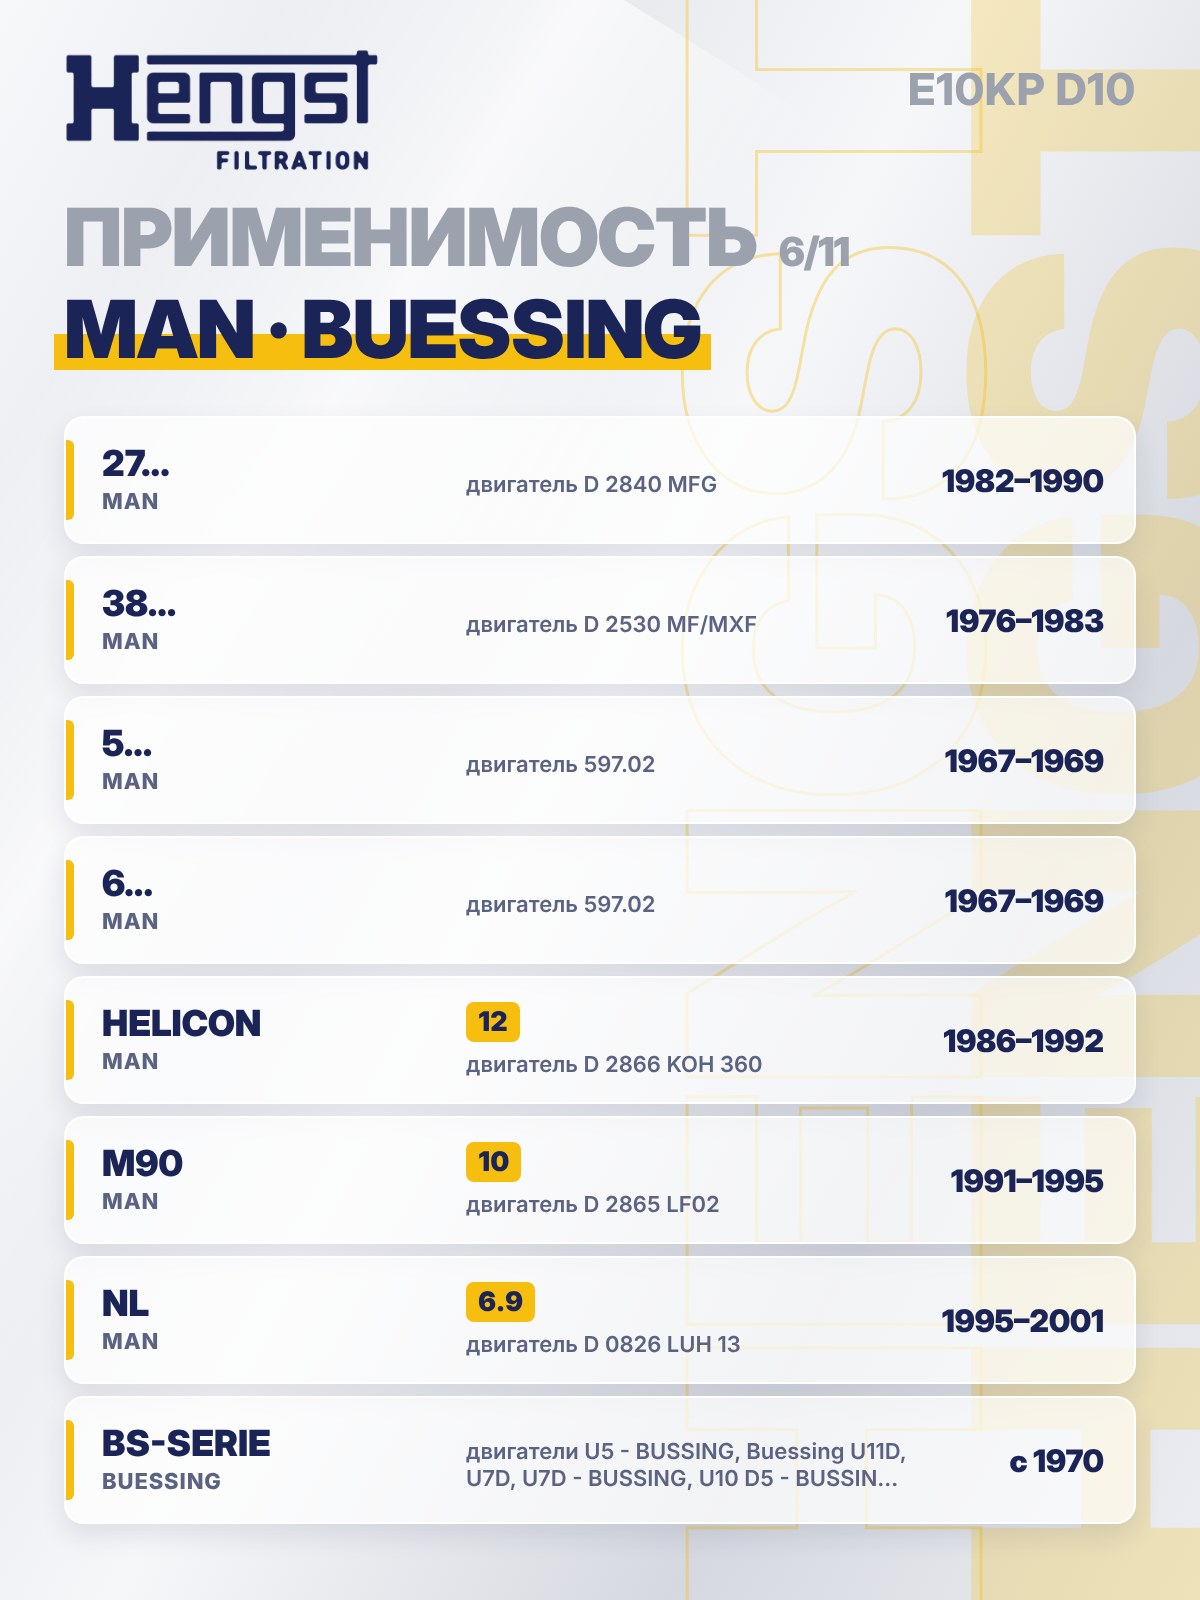 Hengst
FILTRATION
E10KP D10
ПРИМЕНИМОСТЬ 6/11
MAN · BUESSING
27...
MAN
двигатель D 2840 MFG
1982–1990
38...
MAN
двигатель D 2530 MF/MXF
1976–1983
5...
MAN
двигатель 597.02
1967–1969
6...
MAN
двигатель 597.02
1967–1969
HELICON
MAN
12
двигатель D 2866 KOH 360
1986–1992
M90
MAN
10
двигатель D 2865 LF02
1991–1995
NL
MAN
6.9
двигатель D 0826 LUH 13
1995–2001
BS-SERIE
BUESSING
двигатели U5 - BUSSING, Buessing U11D,
U7D, U7D - BUSSING, U10 D5 - BUSSIN...
с 1970
HENGST
HENGST